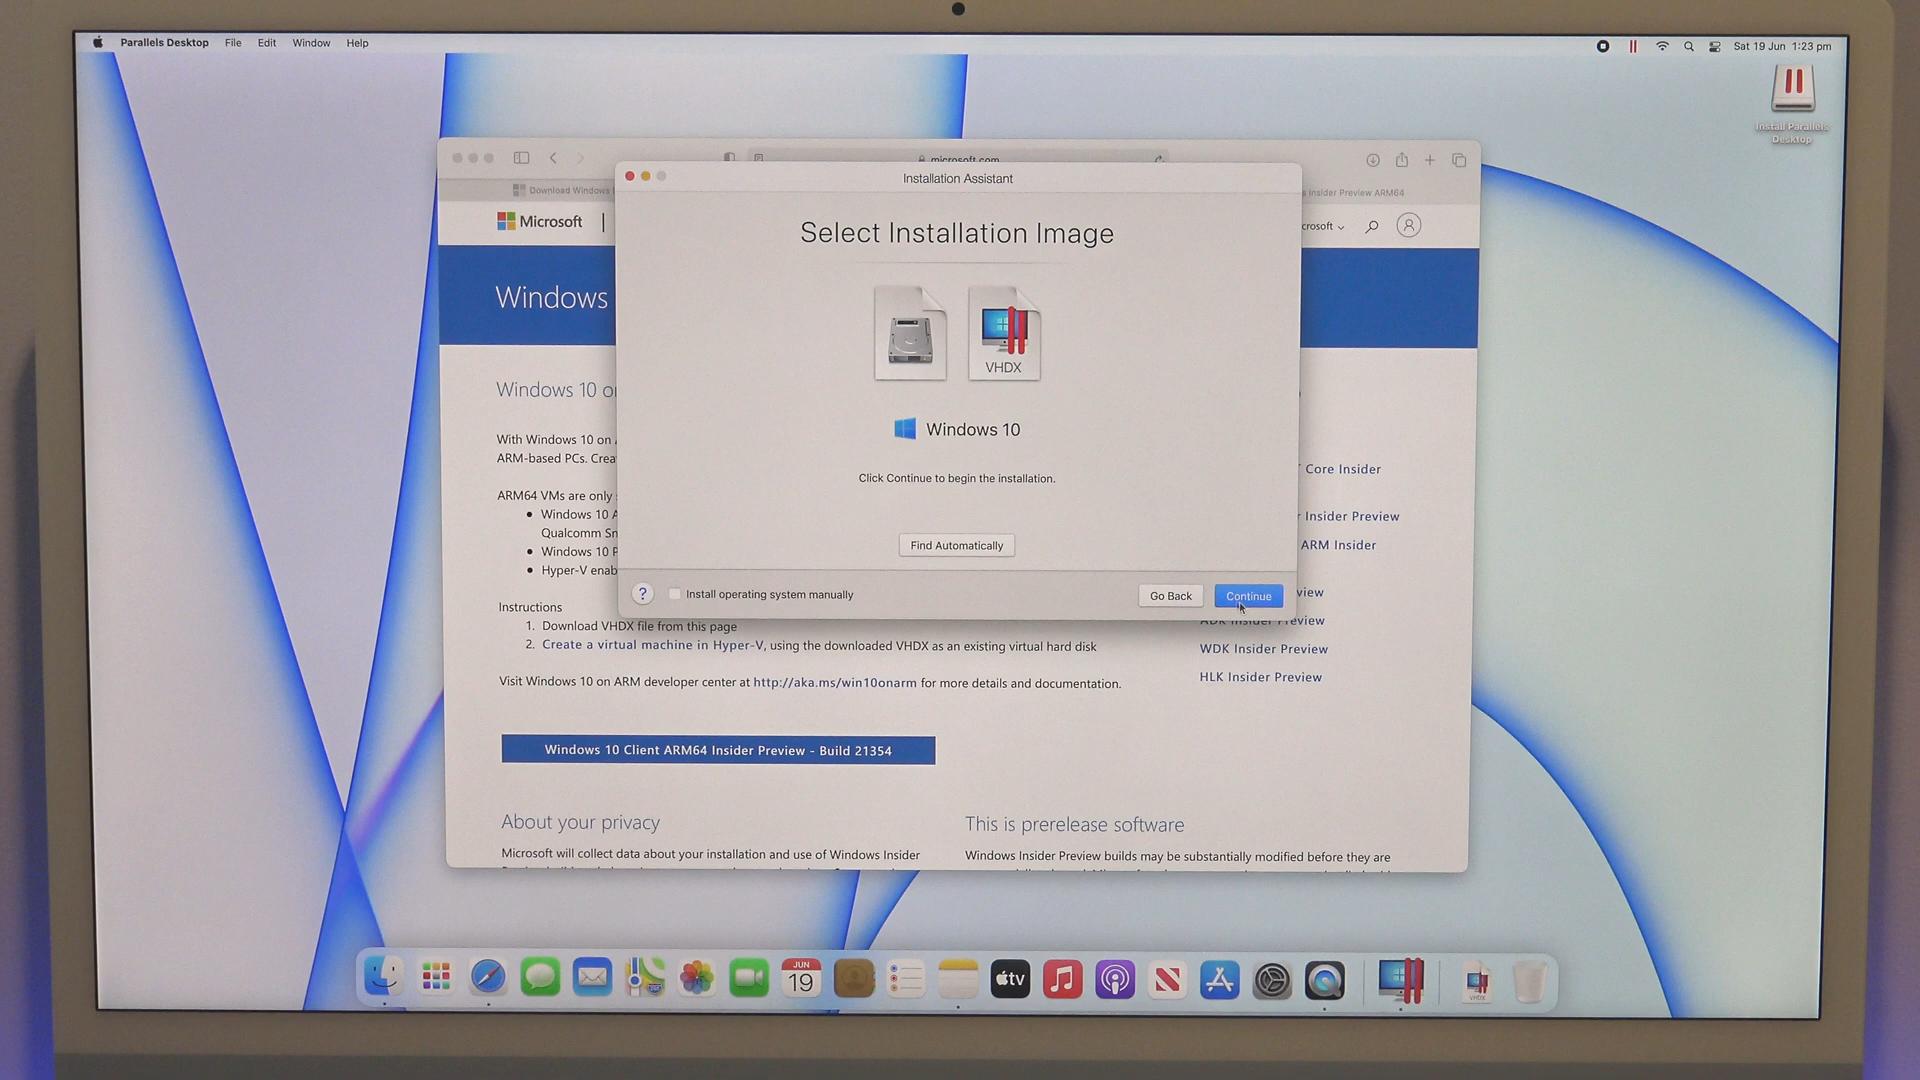 Parallels Desktop File Edit Window Help
Sat 19 Jun 1:23 pm
Install Parallels
Desktop
microsoft.com
Download Windows
Insider Preview ARM64
Microsoft
Installation Assistant
Select Installation Image
VHDX
Windows 10
Click Continue to begin the installation.
Find Automatically
? Install operating system manually
Go Back
Continue
Windows
Windows 10
With Windows 10 on
ARM-based PCs.
ARM64 VMs are only
• Windows 10
Qualcomm
• Windows 10
• Hyper-V
Core Insider
Insider Preview
ARM Insider
ADK Insider Preview
WDK Insider Preview
HLK Insider Preview
Instructions
1. Download VHDX file from this page
2. Create a virtual machine in Hyper-V, using the downloaded VHDX as an existing virtual hard disk
Visit Windows 10 on ARM developer center at http://aka.ms/win10onarm for more details and documentation.
Windows 10 Client ARM64 Insider Preview - Build 21354
About your privacy
Microsoft will collect data about your installation and use of Windows Insider
This is prerelease software
Windows Insider Preview builds may be substantially modified before they are
JUN
19
tv
VHDX